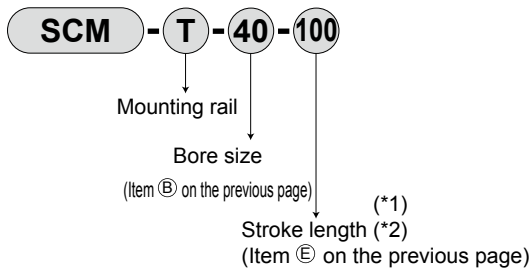 SCM - T - 40 - 100
Mounting rail
Bore size
(Item Ⓑ on the previous page)
(*1)
Stroke length (*2)
(Item Ⓔ on the previous page)